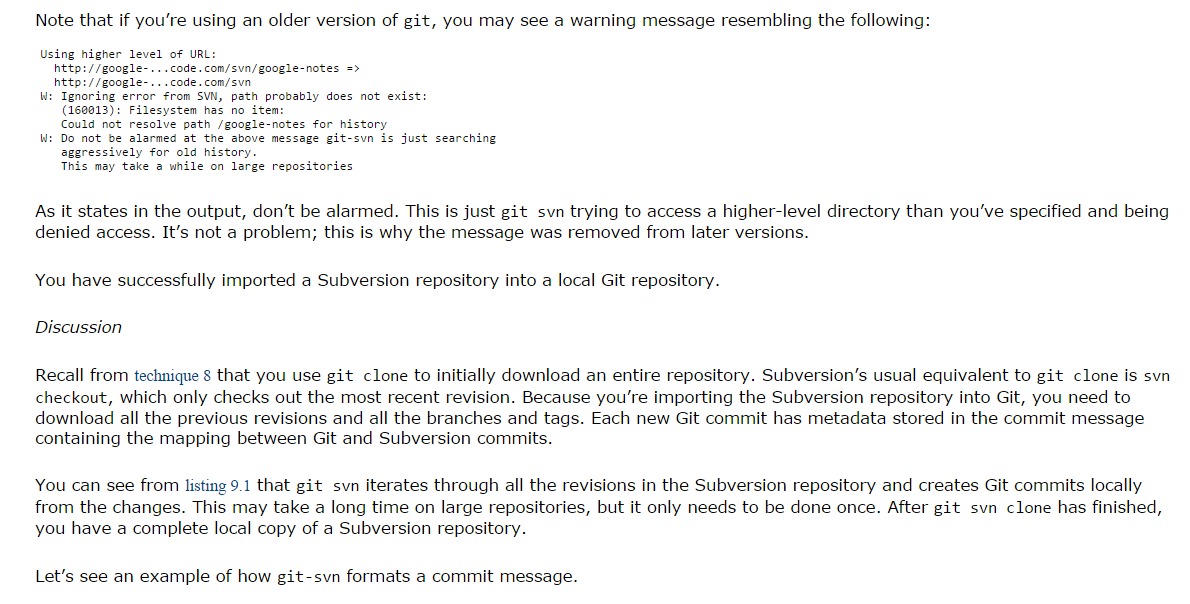 Note that if you’re using an older version of git, you may see a warning message resembling the following:
Using higher level of URL:
http://google-...code.com/svn/google-notes =>
http://google-...code.com/svn
W: Ignoring error from SVN, path probably does not exist:
(160013): Filesystem has no item:
Could not resolve path /google-notes for history
W: Do not be alarmed at the above message git-svn is just searching
aggressively for old history.
This may take a while on large repositories
As it states in the output, don’t be alarmed. This is just git svn trying to access a higher-level directory than you’ve specified and being
denied access. It’s not a problem; this is why the message was removed from later versions.
You have successfully imported a Subversion repository into a local Git repository.
Discussion
Recall from technique 8 that you use git clone to initially download an entire repository. Subversion’s usual equivalent to git clone is svn
checkout, which only checks out the most recent revision. Because you’re importing the Subversion repository into Git, you need to
download all the previous revisions and all the branches and tags. Each new Git commit has metadata stored in the commit message
containing the mapping between Git and Subversion commits.
You can see from listing 9.1 that git svn iterates through all the revisions in the Subversion repository and creates Git commits locally
from the changes. This may take a long time on large repositories, but it only needs to be done once. After git svn clone has finished,
you have a complete local copy of a Subversion repository.
Let’s see an example of how git-svn formats a commit message.